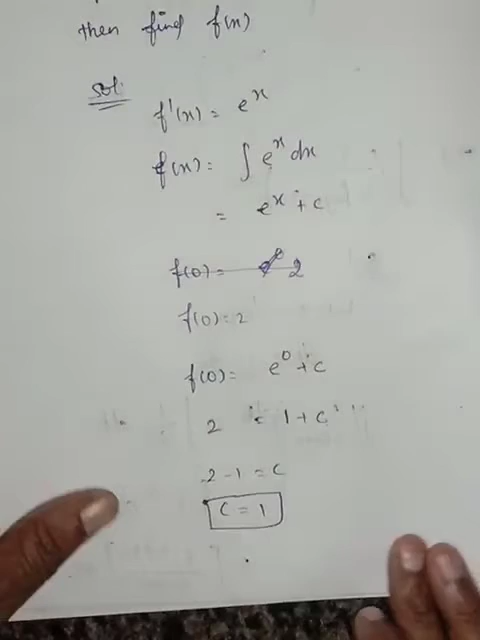 then find f(x)
Sol:
f'(x) = e^x
f(x) = ∫ e^x dx
= e^x + c
f(0) = 2
f(0) = 2
f(0) = e^0 + c
2 = 1 + c
2 - 1 = c
c = 1